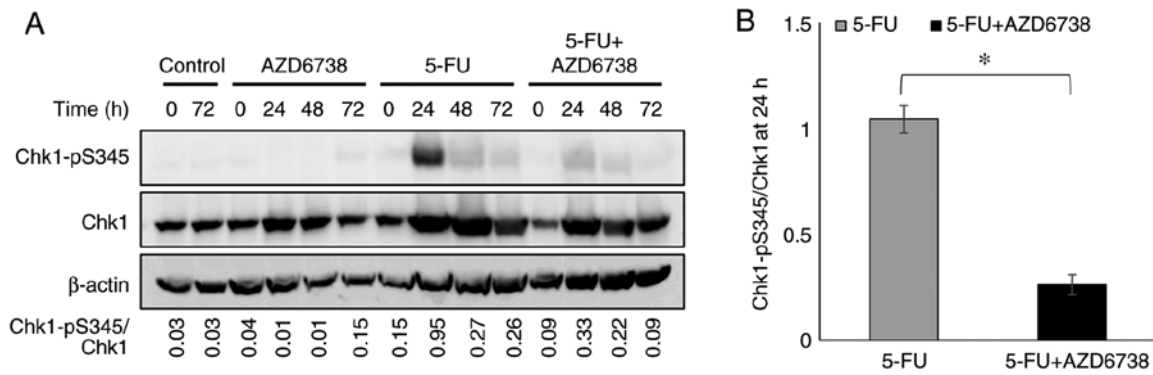 A
Control AZD6738 5-FU 5-FU+
AZD6738
Time (h) 0 72 0 24 48 72 0 24 48 72 0 24 48 72
Chk1-pS345
Chk1
β-actin
Chk1-pS345/
Chk1
0.03 0.03 0.04 0.01 0.01 0.15 0.15 0.95 0.27 0.26 0.09 0.33 0.22 0.09
B
5-FU 5-FU+AZD6738
*
Chk1-pS345/Chk1 at 24 h
1.5
1
0.5
0
5-FU 5-FU+AZD6738